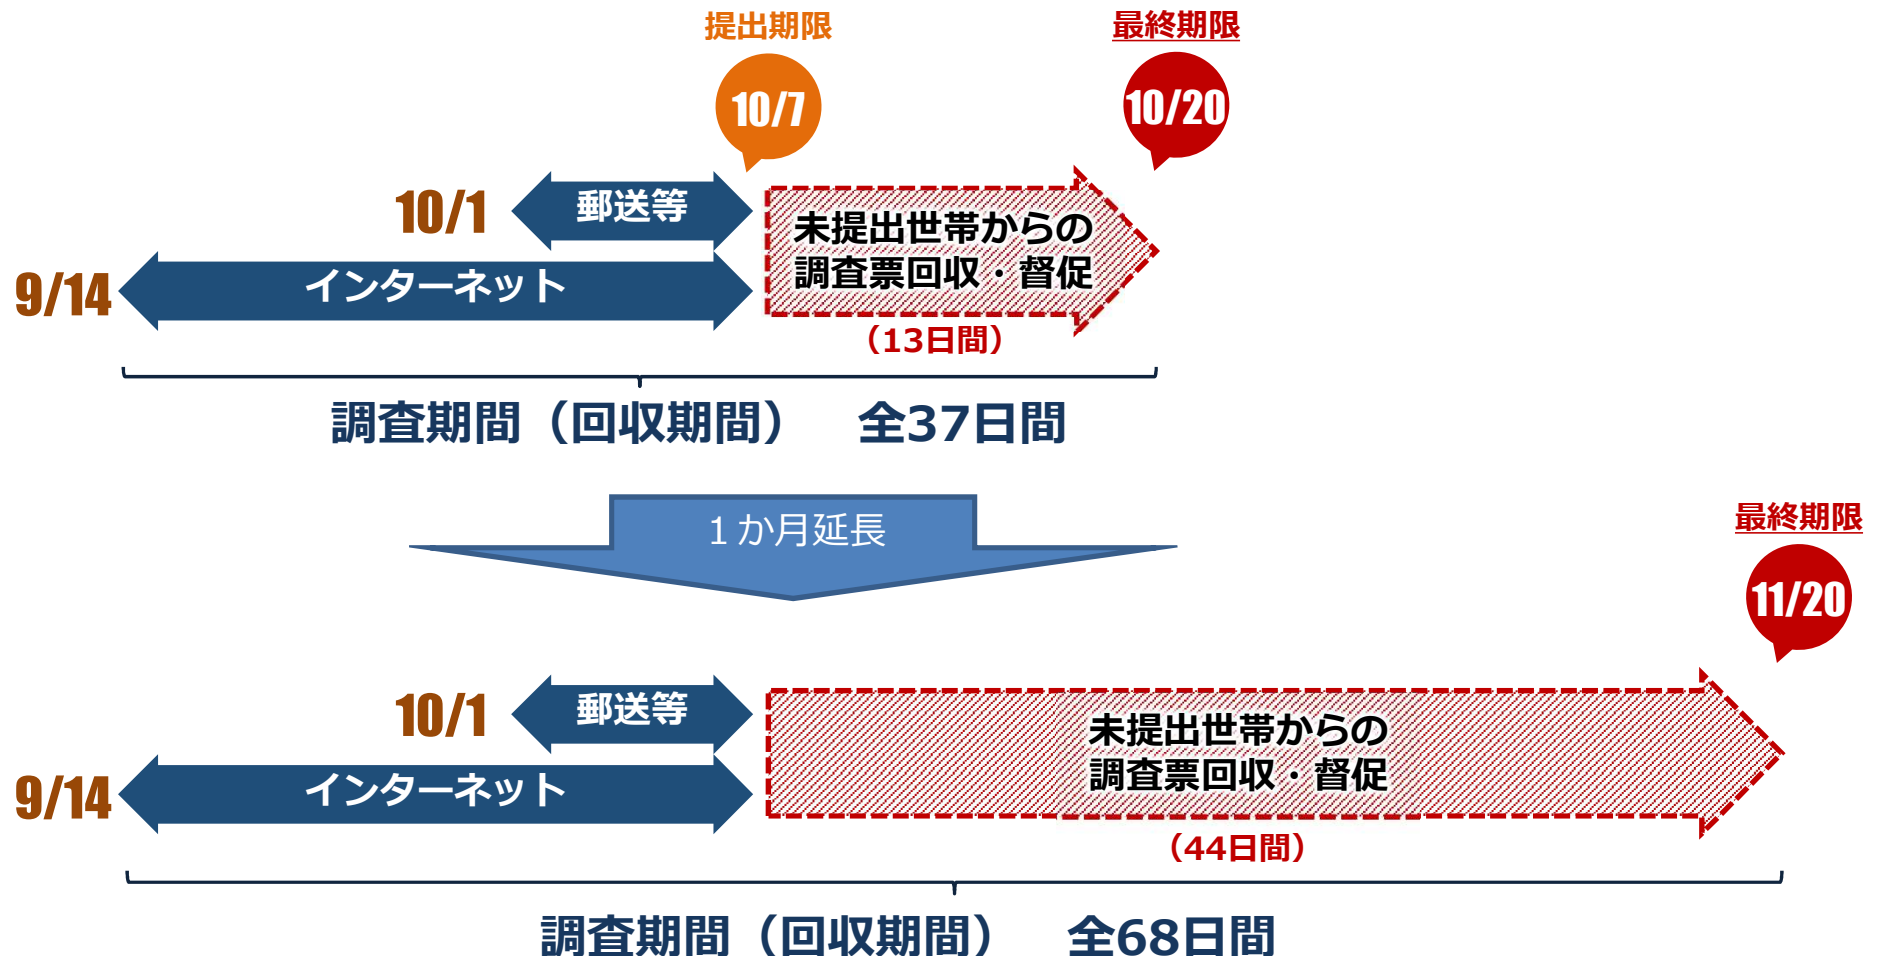 提出期限
最終期限
10/7
10/20
10/1
郵送等
9/14
インターネット
未提出世帯からの
調査票回収・督促
（13日間）
調査期間（回収期間）　全37日間
１か月延長
最終期限
11/20
10/1
郵送等
9/14
インターネット
未提出世帯からの
調査票回収・督促
（44日間）
調査期間（回収期間）　全68日間